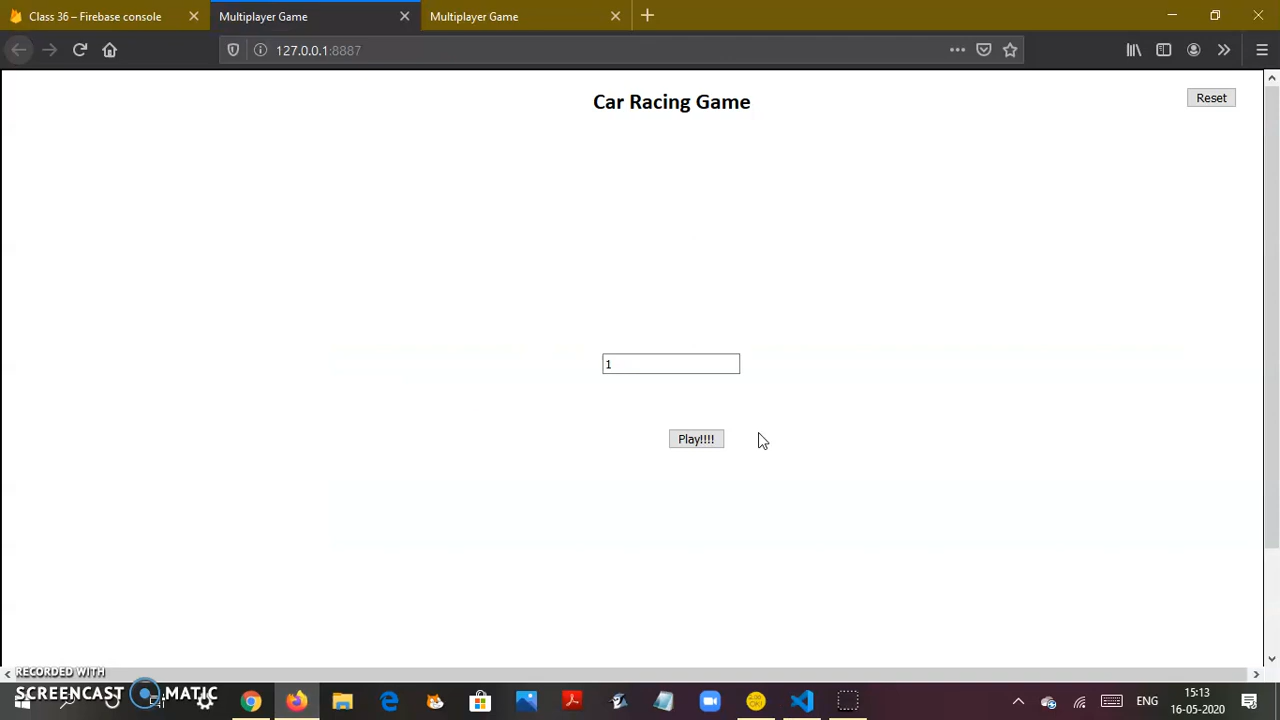 Class 36 – Firebase console
Multiplayer Game
Multiplayer Game
127.0.0.1:8887
Car Racing Game
Reset
1
Play!!!!
RECORDED WITH
SCREENCAST MATIC
ENG
15:13
16-05-2020